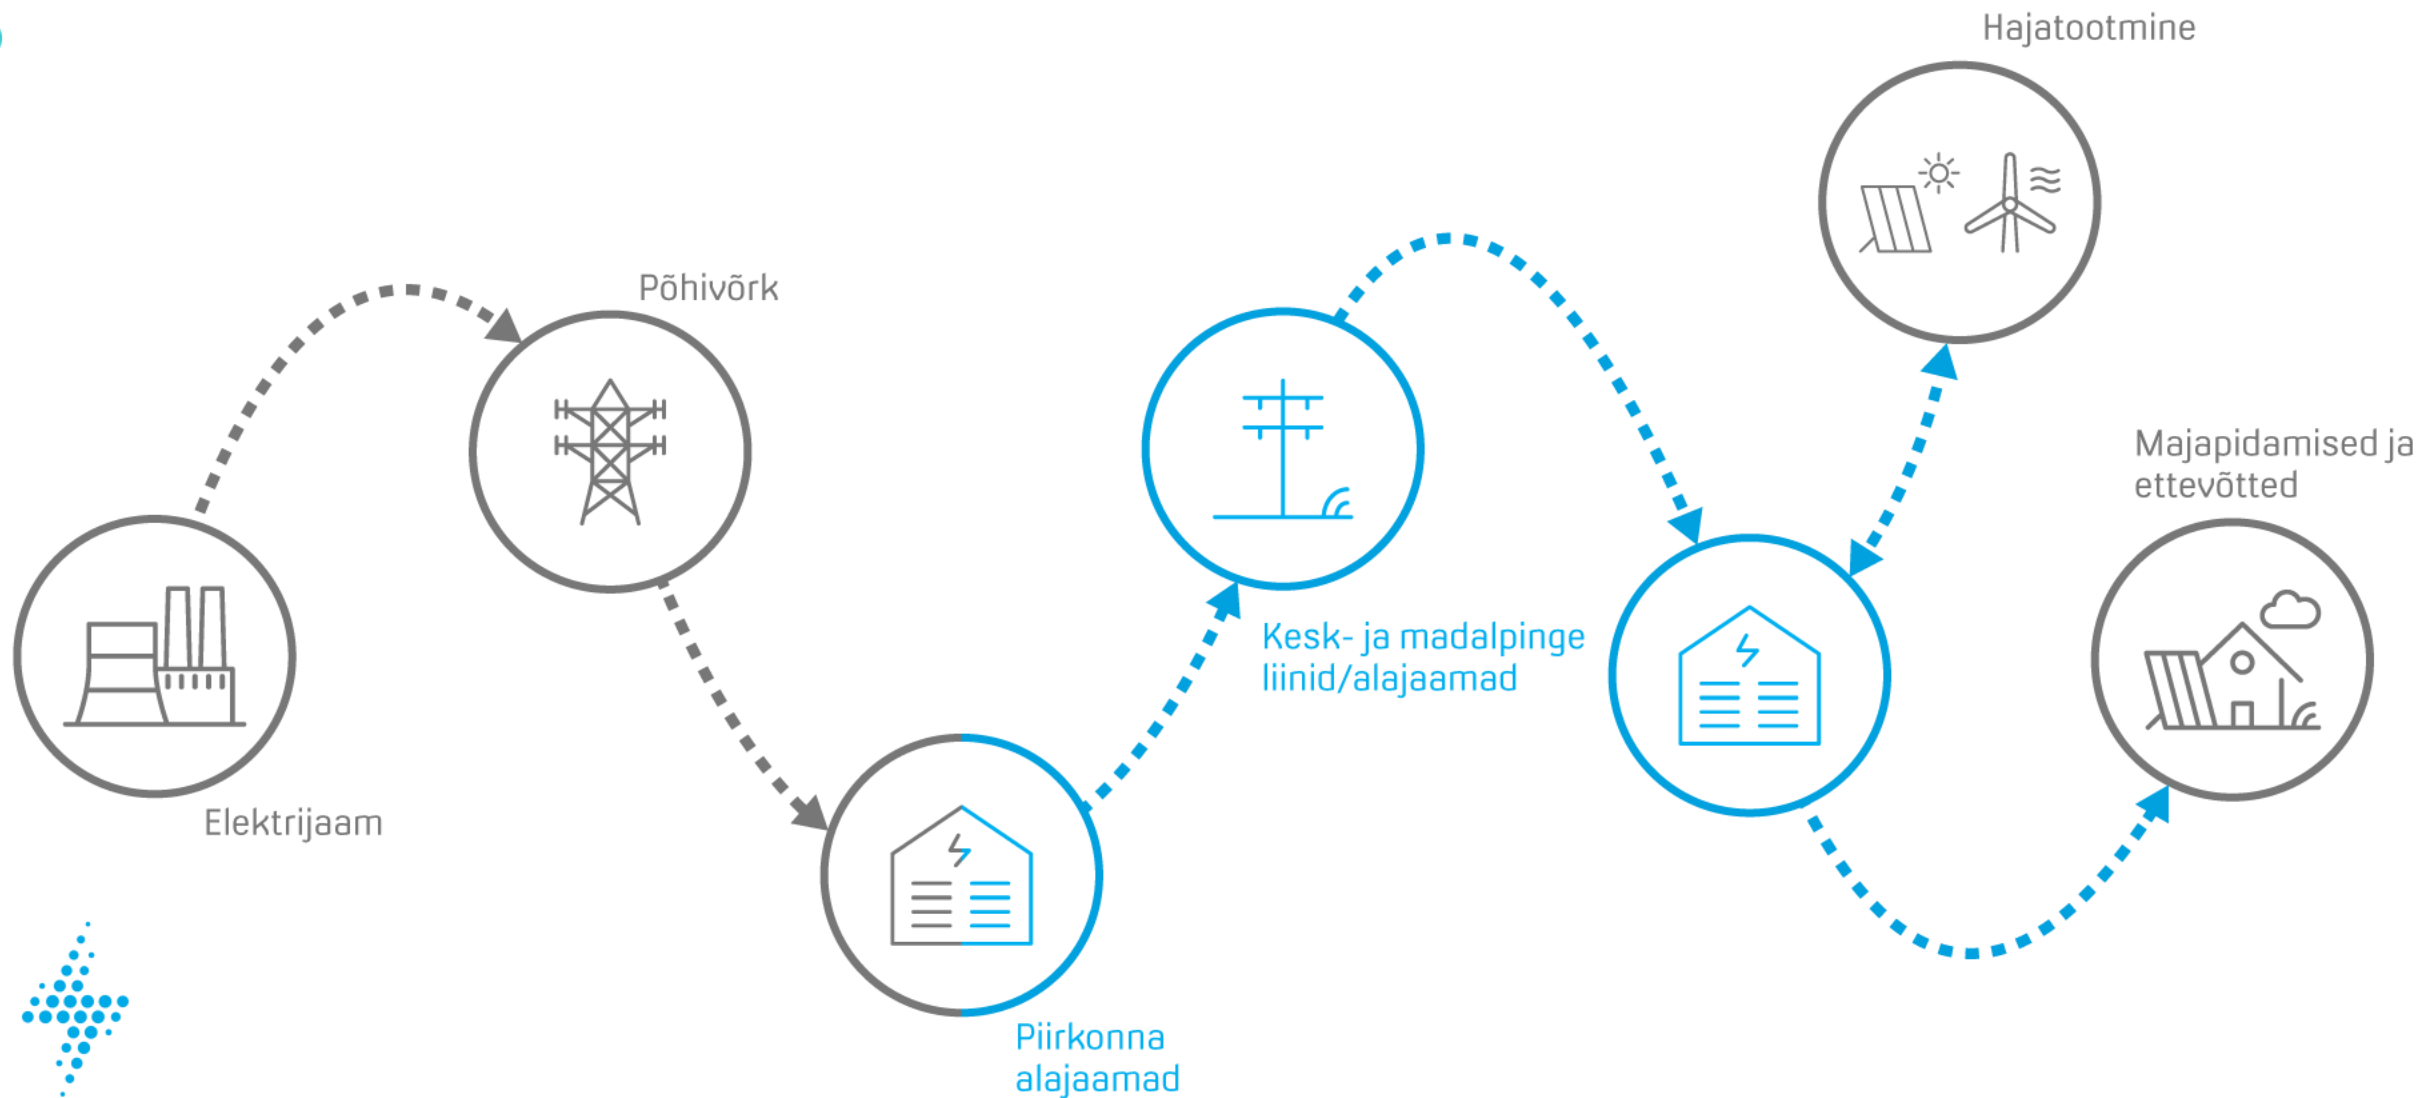 Hajatootmine
Põhivõrk
Majapidamised ja
ettevõtted
Kesk- ja madalpinge
liinid/alajaamad
Elektrijaam
Piirkonna
alajaamad